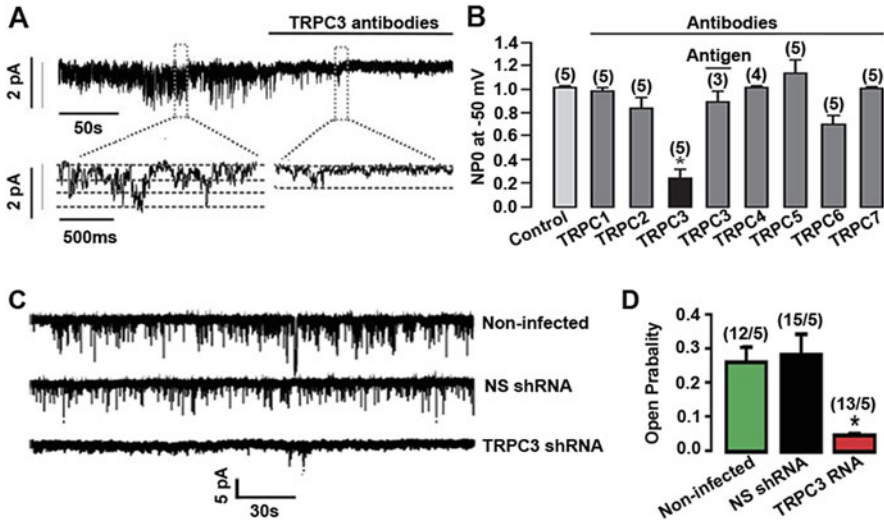 A
TRPC3 antibodies
2 pA
50s
2 pA
500ms
B
Antibodies
Antigen
NP0 at -50 mV
1.4
1.2
1.0
0.8
0.6
0.4
0.2
0.0
(5)
(5)
(5)
(5)
*
(3)
(4)
(5)
(5)
(5)
Control
TRPC1
TRPC2
TRPC3
TRPC3
TRPC4
TRPC5
TRPC6
TRPC7
C
Non-infected
NS shRNA
TRPC3 shRNA
5 pA
30s
D
Open Prabality
0.4
0.3
0.2
0.1
0.0
(12/5)
(15/5)
(13/5)
*
Non-infected
NS shRNA
TRPC3 RNA